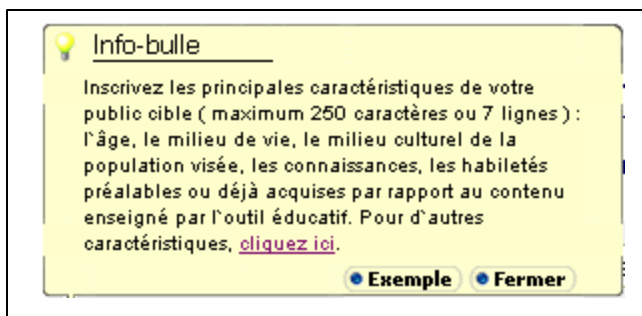 Info-bulle
Inscrivez les principales caractéristiques de votre
public cible ( maximum 250 caractères ou 7 lignes ) :
l`âge, le milieu de vie, le milieu culturel de la
population visée, les connaissances, les habiletés
préalables ou déjà acquises par rapport au contenu
enseigné par l`outil éducatif. Pour d`autres
caractéristiques, cliquez ici.
Exemple Fermer